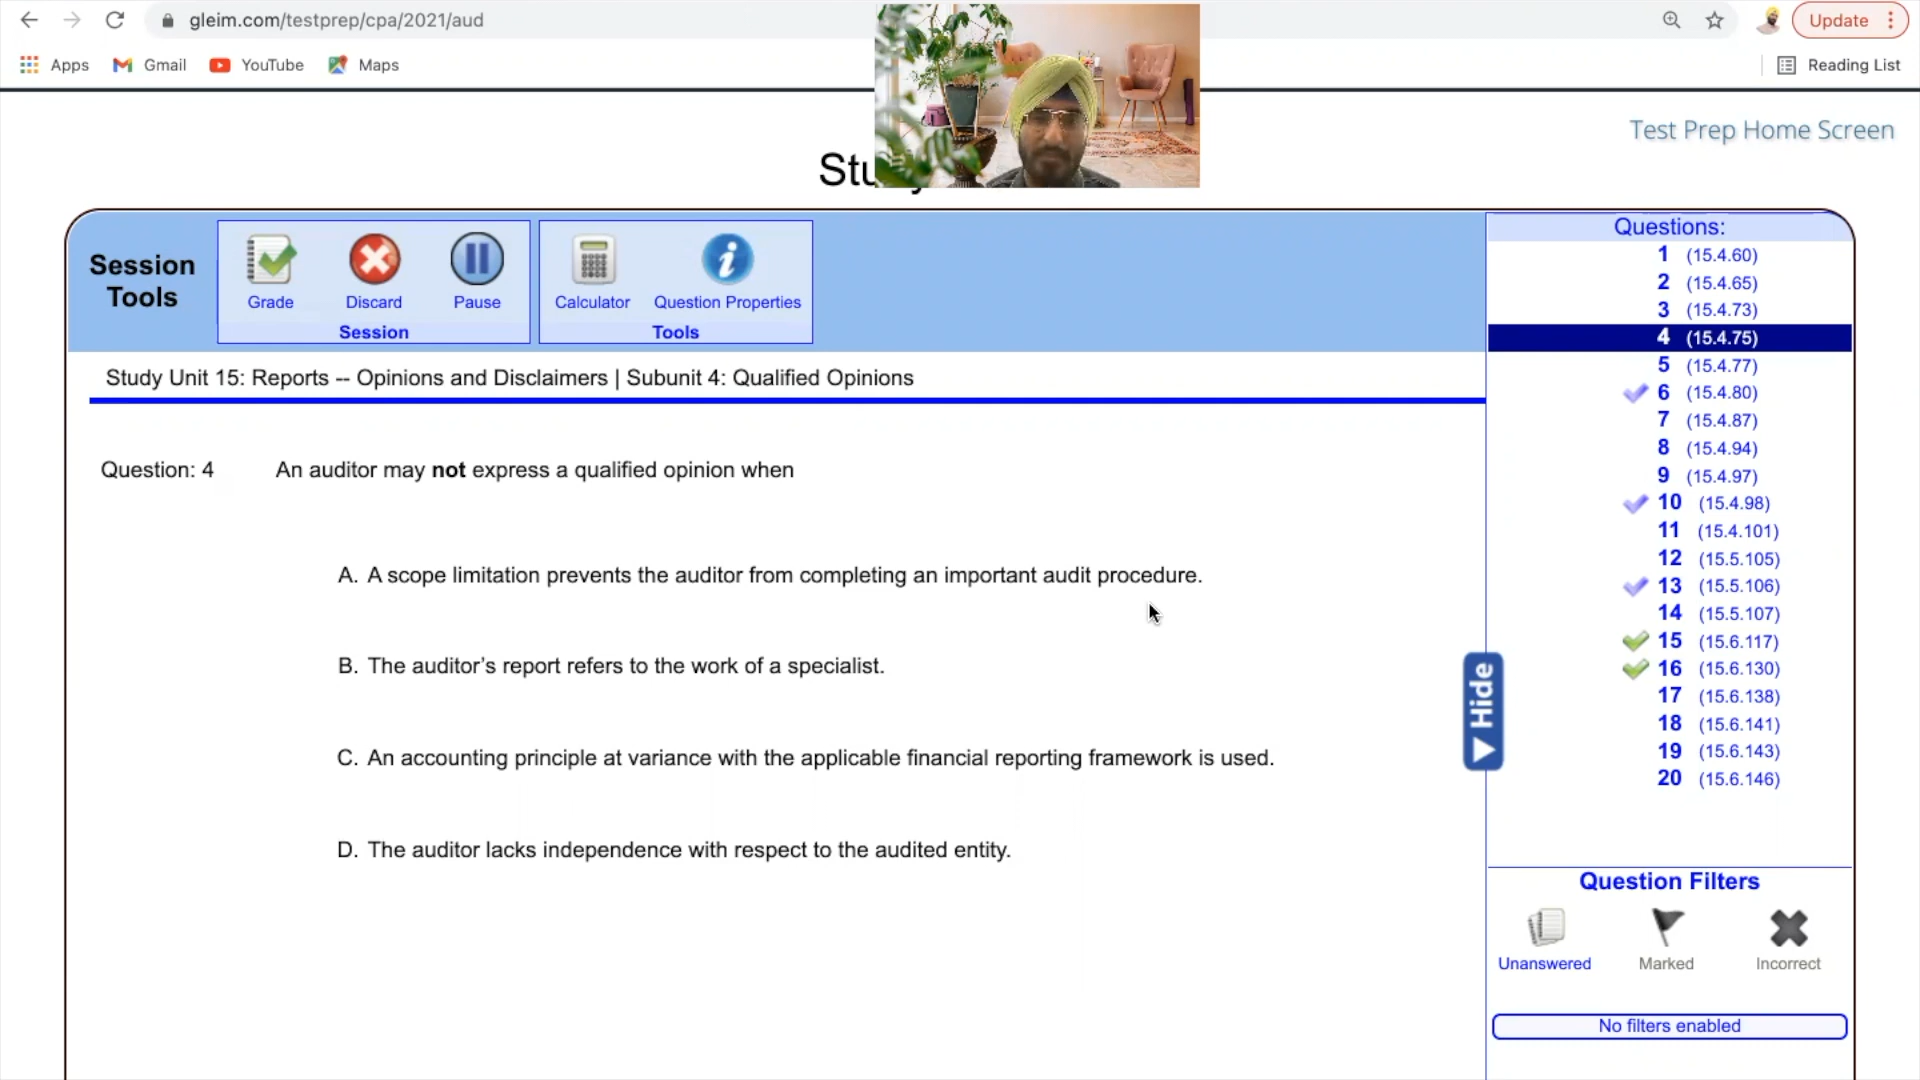 gleim.com/testprep/cpa/2021/aud
Update
Apps
Gmail
YouTube
Maps
Reading List
Test Prep Home Screen
Session
Tools
Grade
Discard
Pause
Session
Calculator
Question Properties
Tools
Study Unit 15: Reports -- Opinions and Disclaimers | Subunit 4: Qualified Opinions
Question: 4 An auditor may not express a qualified opinion when
A. A scope limitation prevents the auditor from completing an important audit procedure.
B. The auditor's report refers to the work of a specialist.
C. An accounting principle at variance with the applicable financial reporting framework is used.
D. The auditor lacks independence with respect to the audited entity.
Hide
Questions:
1 (15.4.60)
2 (15.4.65)
3 (15.4.73)
4 (15.4.75)
5 (15.4.77)
6 (15.4.80)
7 (15.4.87)
8 (15.4.94)
9 (15.4.97)
10 (15.4.98)
11 (15.4.101)
12 (15.5.105)
13 (15.5.106)
14 (15.5.107)
15 (15.6.117)
16 (15.6.130)
17 (15.6.138)
18 (15.6.141)
19 (15.6.143)
20 (15.6.146)
Question Filters
Unanswered
Marked
Incorrect
No filters enabled